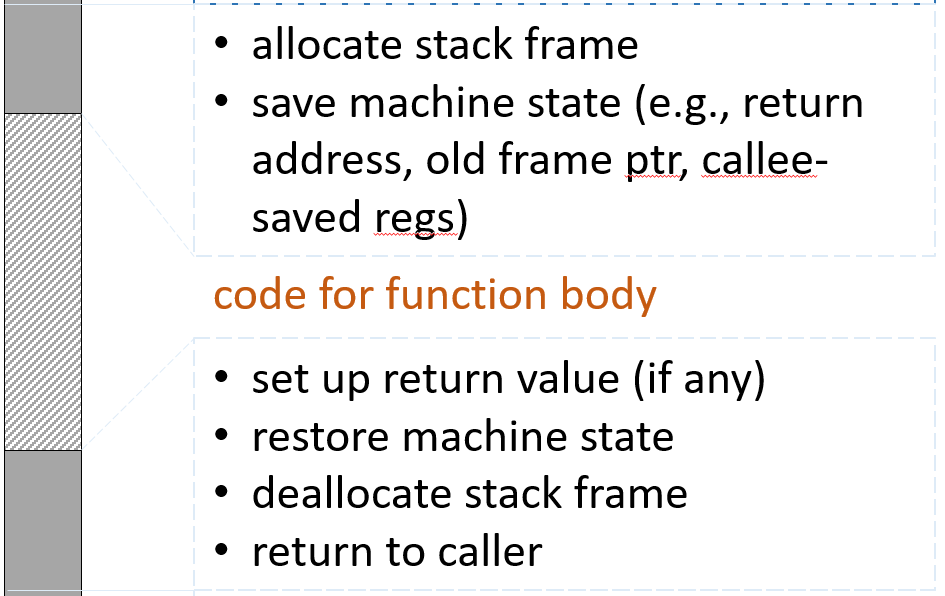 • allocate stack frame
• save machine state (e.g., return
address, old frame ptr, callee-
saved regs)
code for function body
• set up return value (if any)
• restore machine state
• deallocate stack frame
• return to caller